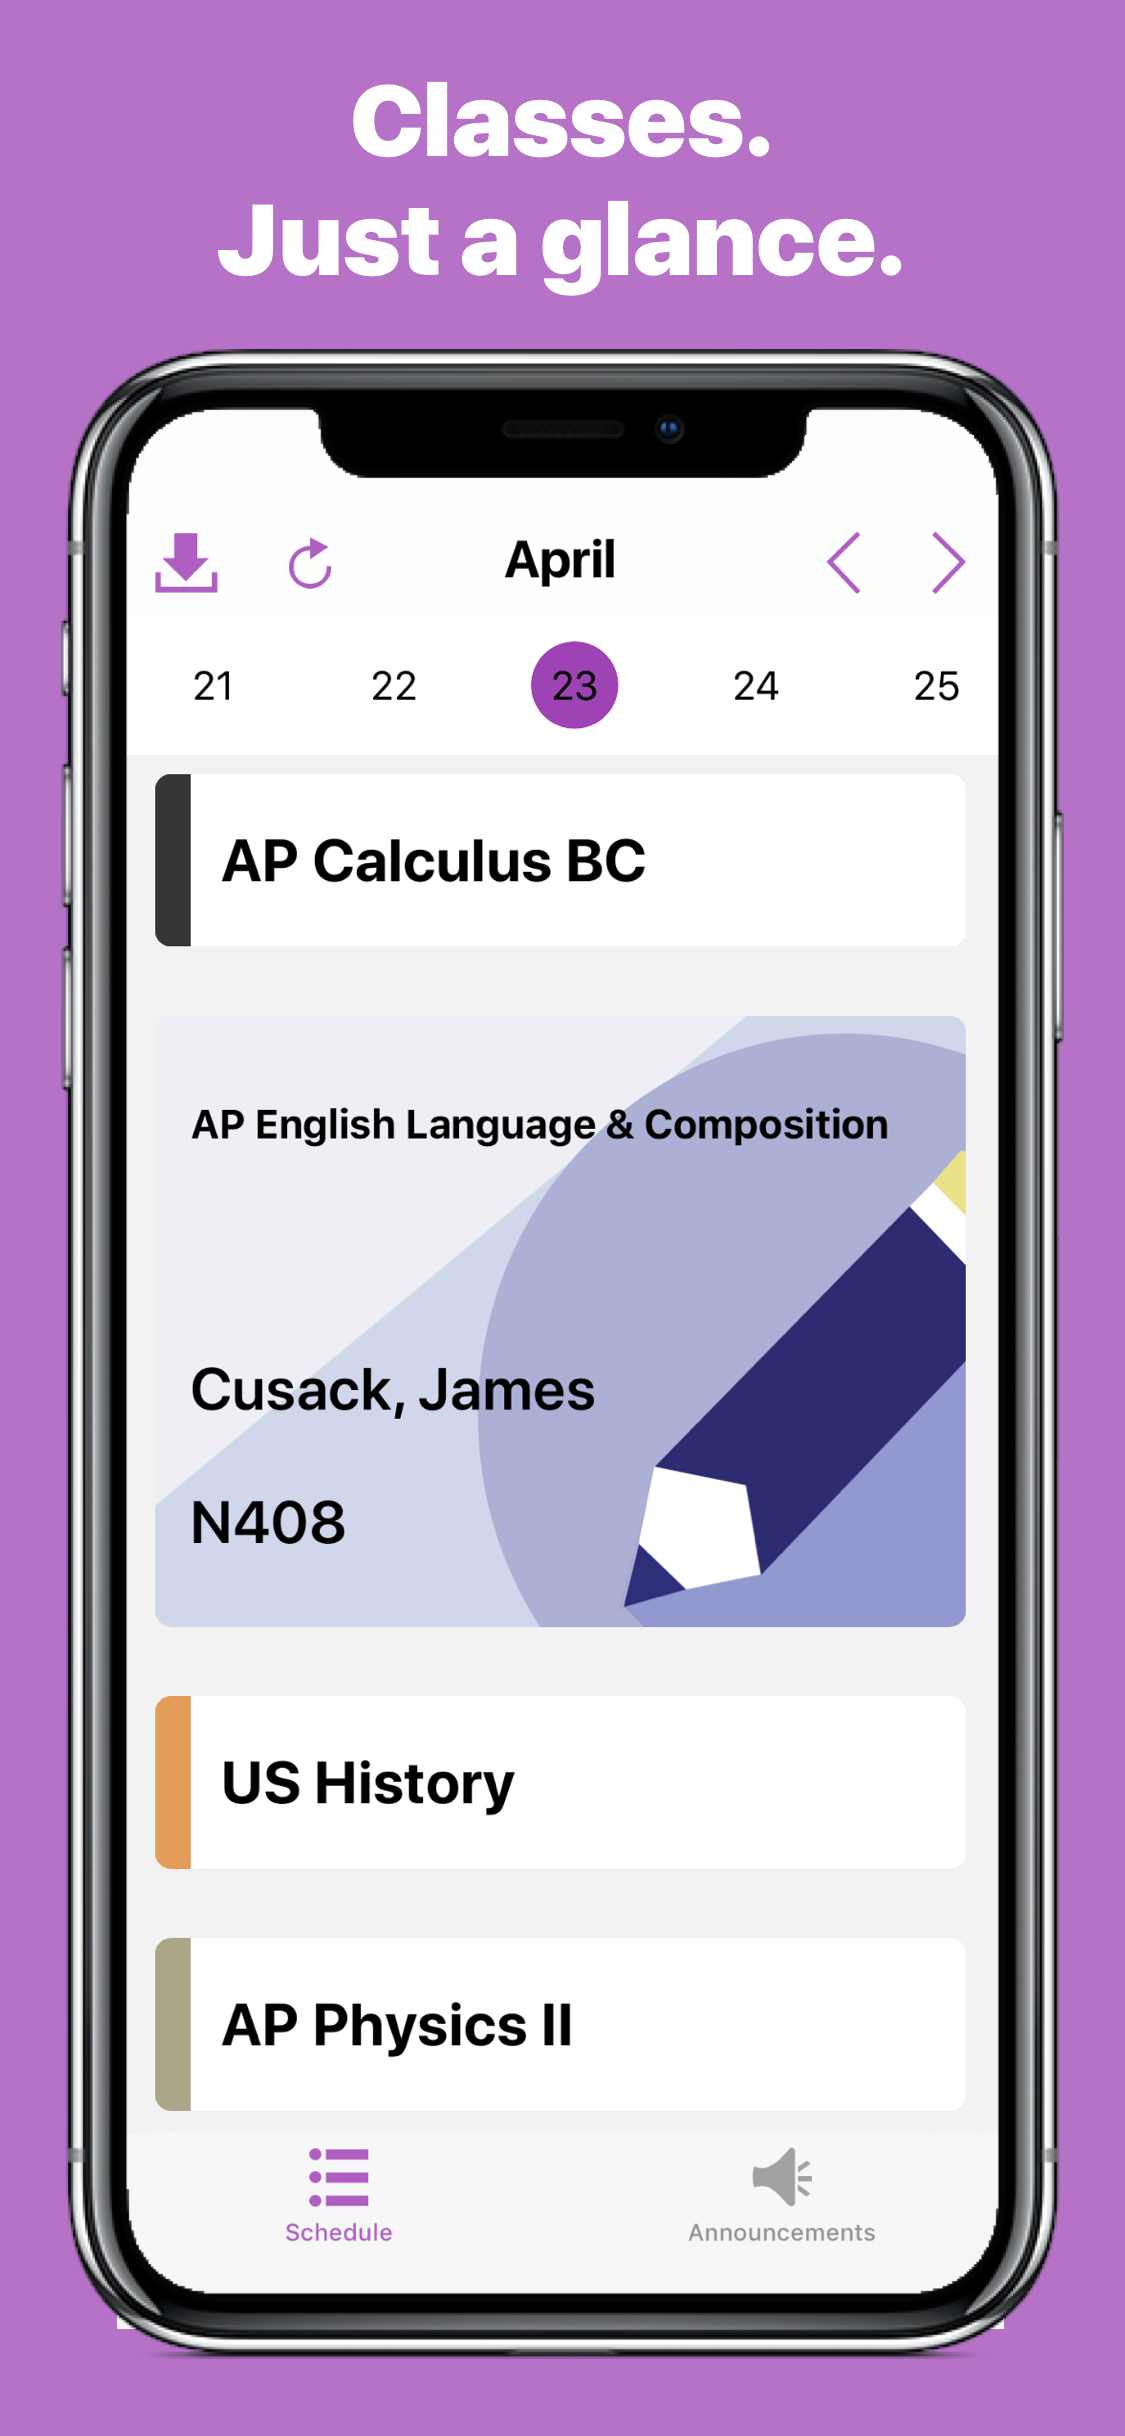 Classes.
Just a glance.
April
21 22 23 24 25
AP Calculus BC
AP English Language & Composition
Cusack, James
N408
US History
AP Physics II
Schedule Announcements